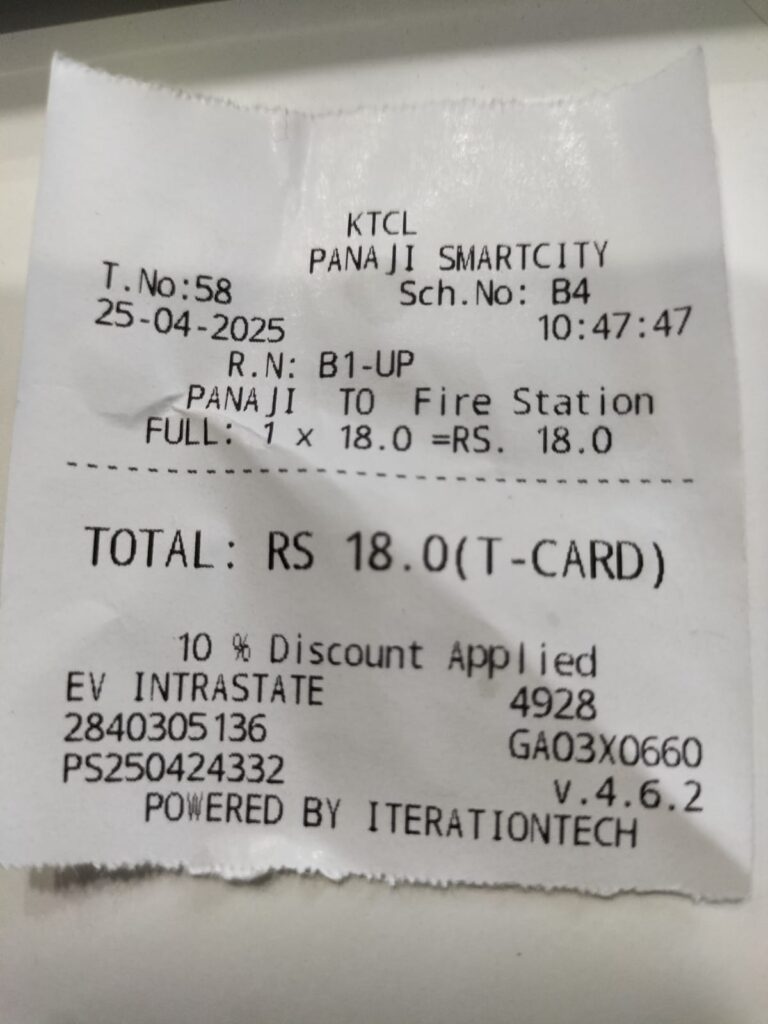 KTCL
PANAJI SMARTCITY
T.No:58 Sch.No: B4
25-04-2025 10:47:47
R.N: B1-UP
PANAJI TO Fire Station
FULL: 1 x 18.0 =RS. 18.0
--------------------------------
TOTAL: RS 18.0(T-CARD)
10 % Discount Applied
EV INTRASTATE 4928
2840305136 GA03X0660
PS250424332 v.4.6.2
POWERED BY ITERATIONTECH